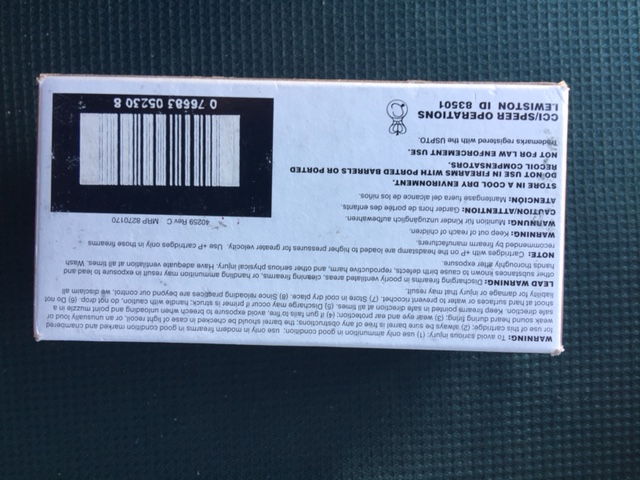 WARNING: To avoid serious injury: (1) use only ammunition in good condition; use only in modern firearms in good condition marked and chambered
for use of this cartridge; (2) always be sure barrel is free of any obstructions; the barrel should be checked in case of light recoil, or an unusually loud or
weak sound heard during firing; (3) wear eye and ear protection; (4) if gun fails to fire, avoid exposure to breech when unloading and point muzzle in a
safe direction. Keep firearms pointed in safe direction at all times. (5) Discharge may occur if primer is struck; handle with caution, do not drop; (6) Do not
shoot at hard surfaces or water to prevent ricochet. (7) Store in cool dry place. (8) Since reloading practices are beyond our control, we disclaim all
liability for damage or injury that may result.
LEAD WARNING: Discharging firearms in poorly ventilated areas, cleaning firearms, or handling ammunition may result in exposure to lead and
other substances known to cause birth defects, reproductive harm, and other serious physical injury. Have adequate ventilation at all times. Wash
hands thoroughly after exposure.
NOTE: Cartridges with +P on the headstamp are loaded to higher pressures for greater velocity. Use +P cartridges only in those firearms
recommended by firearm manufacturers.
WARNING: Keep out of reach of children.
WARNUNG: Munition für Kinder unzugänglich aufbewahren.
CAUTION/ATTENTION: Garder hors de portée des enfants.
ATENCIÓN: Mantengase fuera del alcance de los niños.
STORE IN A COOL DRY ENVIRONMENT.
DO NOT USE IN FIREARMS WITH PORTED BARRELS OR PORTED
RECOIL COMPENSATORS.
NOT FOR LAW ENFORCEMENT USE.
Trademarks registered with the USPTO.
CCI/SPEER OPERATIONS
LEWISTON ID 83501
40259 Rev C MRP 8270170
0 76683 05230 8